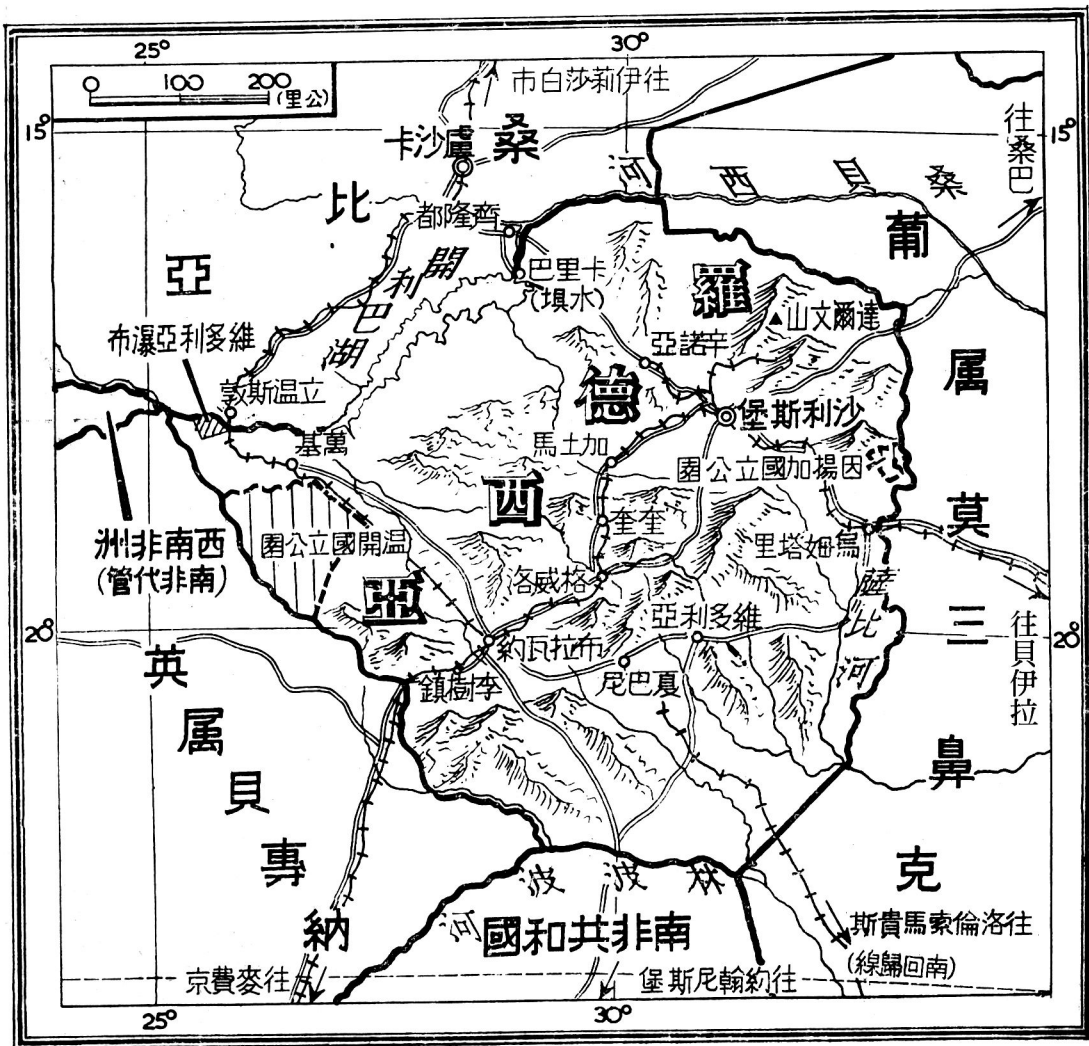 25°
30°
0 100 200
(公里)
往伊莉莎白市
15°
15°
盧沙卡
桑比亞
桑貝西河
往桑巴
齊隆都
開利巴湖
卡里巴
(水垻)
羅德西亞
葡屬莫三鼻克
達爾文山
維多利亞瀑布
辛諾亞
立温斯敦
沙利斯堡
萬基
加土馬
因揚加國立公園
奎奎
西南非洲
(南非代管)
温開國立公園
烏姆塔里
格威洛
薩比河
維多利亞
20°
20°
布拉瓦約
夏巴尼
往貝伊拉
李樹鎮
英属貝專納
林波波河
南非共和國
往洛倫索馬貴斯
(南回歸線)
往麥費京
往約翰尼斯堡
25°
30°